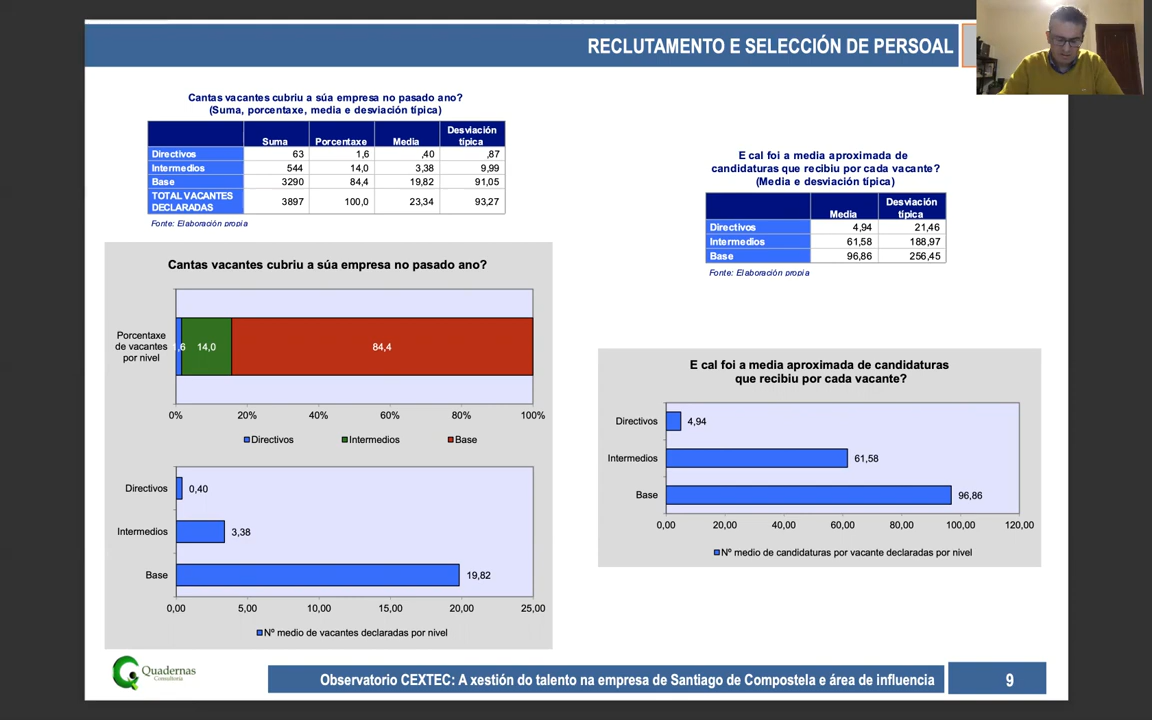 RECLUTAMENTO E SELECCIÓN DE PERSOAL
Cantas vacantes cubriu a súa empresa no pasado ano?
(Suma, porcentaxe, media e desviación típica)
Suma Porcentaxe Media Desviación típica
Directivos 63 1,6 ,40 ,87
Intermedios 544 14,0 3,38 9,99
Base 3290 84,4 19,82 91,05
TOTAL VACANTES DECLARADAS 3897 100,0 23,34 93,27
Fonte: Elaboración propia
Cantas vacantes cubriu a súa empresa no pasado ano?
Porcentaxe
de vacantes
por nivel
1,6 14,0 84,4
0% 20% 40% 60% 80% 100%
Directivos Intermedios Base
Directivos 0,40
Intermedios 3,38
Base 19,82
0,00 5,00 10,00 15,00 20,00 25,00
Nº medio de vacantes declaradas por nivel
E cal foi a media aproximada de
candidaturas que recibiu por cada vacante?
(Media e desviación típica)
Media Desviación típica
Directivos 4,94 21,46
Intermedios 61,58 188,97
Base 96,86 256,45
Fonte: Elaboración propia
E cal foi a media aproximada de candidaturas
que recibiu por cada vacante?
Directivos 4,94
Intermedios 61,58
Base 96,86
0,00 20,00 40,00 60,00 80,00 100,00 120,00
Nº medio de candidaturas por vacante declaradas por nivel
Quadernas
Consultoría
Observatorio CEXTEC: A xestión do talento na empresa de Santiago de Compostela e área de influencia
9